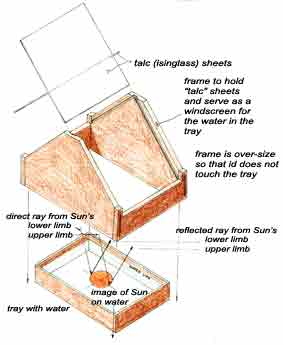 talc (isinglass) sheets
frame to hold
"talc" sheets
and serve as a
windscreen for
the water in the
tray
frame is over-size
so that id does not
touch the tray
direct ray from Sun's
lower limb
upper limb
reflected ray from Sun's
lower limb
upper limb
tray with water
image of Sun
on water